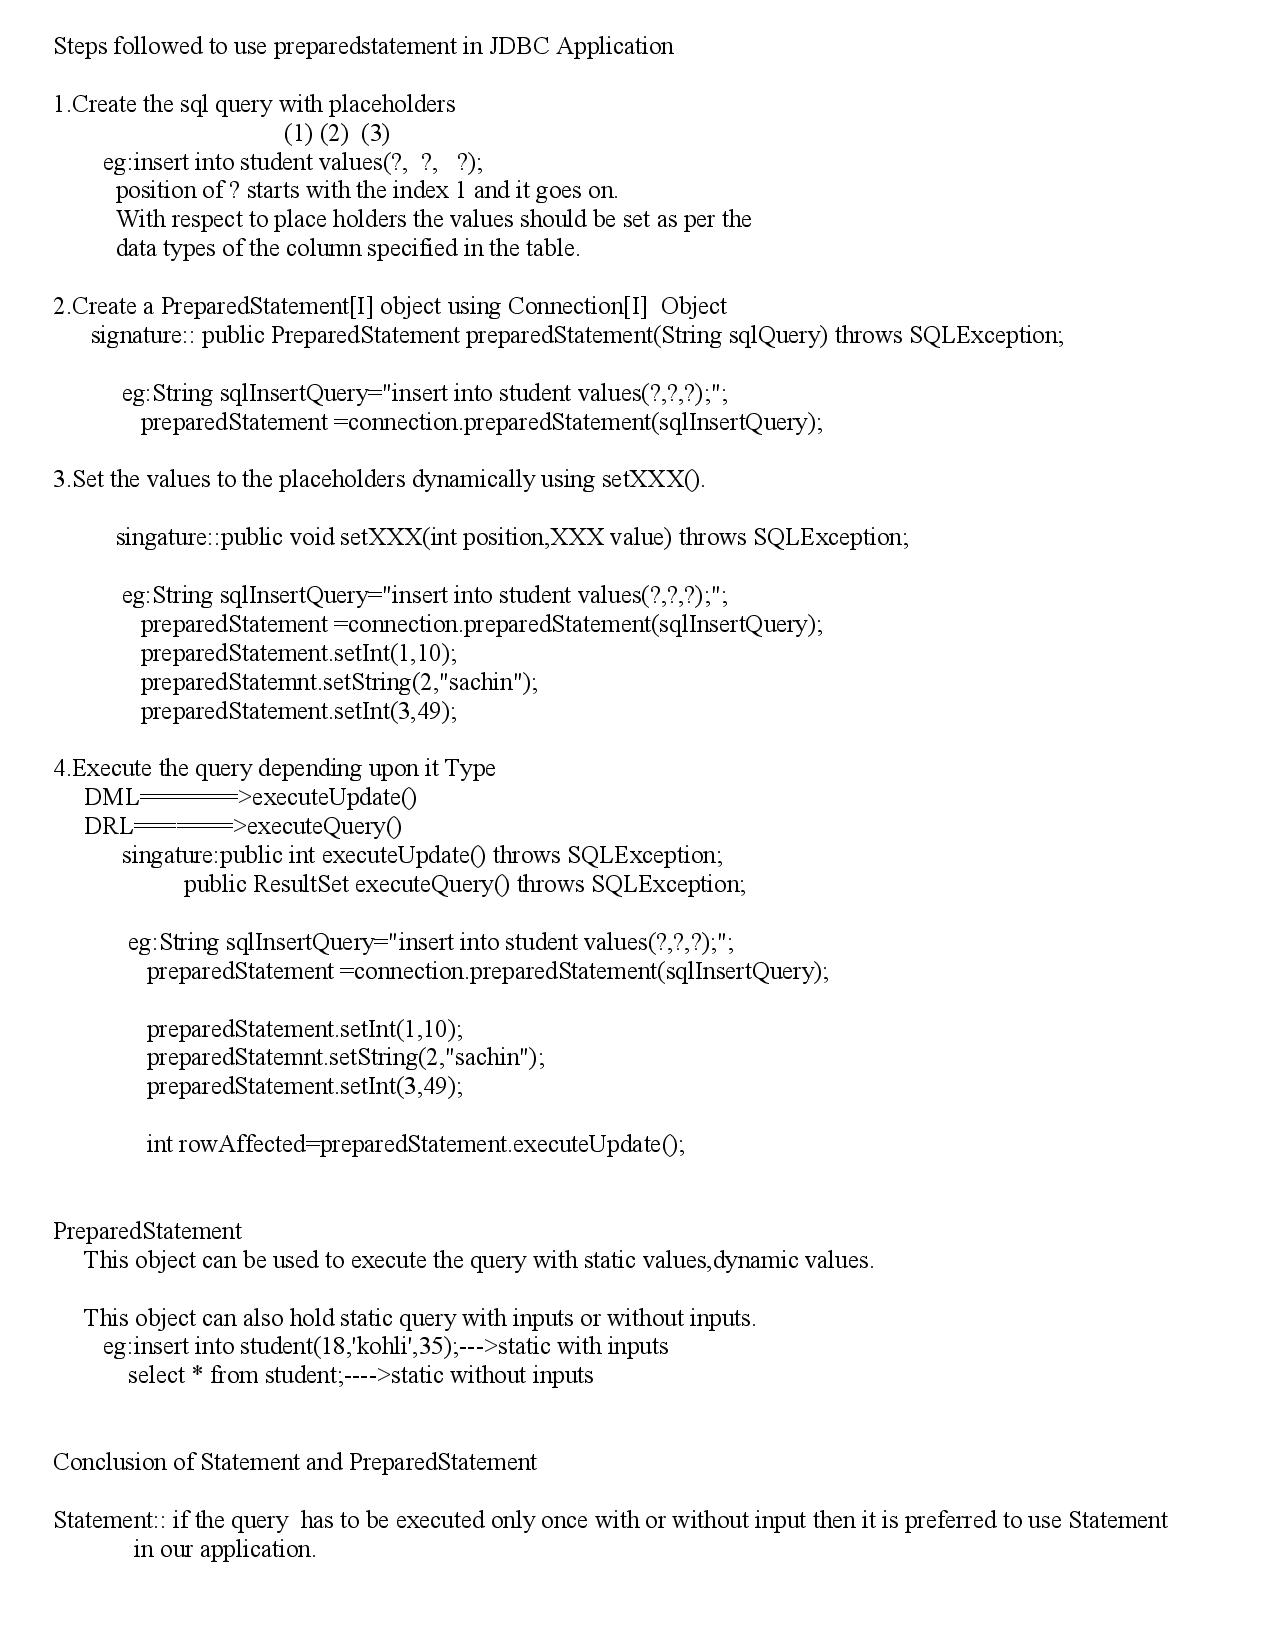 Steps followed to use preparedstatement in JDBC Application
1.Create the sql query with placeholders
(1) (2) (3)
eg:insert into student values(?, ?, ?);
position of ? starts with the index 1 and it goes on.
With respect to place holders the values should be set as per the
data types of the column specified in the table.
2.Create a PreparedStatement[I] object using Connection[I] Object
signature:: public PreparedStatement preparedStatement(String sqlQuery) throws SQLException;
eg:String sqlInsertQuery="insert into student values(?,?,?);";
preparedStatement =connection.preparedStatement(sqlInsertQuery);
3.Set the values to the placeholders dynamically using setXXX().
singature::public void setXXX(int position,XXX value) throws SQLException;
eg:String sqlInsertQuery="insert into student values(?,?,?);";
preparedStatement =connection.preparedStatement(sqlInsertQuery);
preparedStatement.setInt(1,10);
preparedStatemnt.setString(2,"sachin");
preparedStatement.setInt(3,49);
4.Execute the query depending upon it Type
DML=======>executeUpdate()
DRL=======>executeQuery()
singature:public int executeUpdate() throws SQLException;
public ResultSet executeQuery() throws SQLException;
eg:String sqlInsertQuery="insert into student values(?,?,?);";
preparedStatement =connection.preparedStatement(sqlInsertQuery);
preparedStatement.setInt(1,10);
preparedStatemnt.setString(2,"sachin");
preparedStatement.setInt(3,49);
int rowAffected=preparedStatement.executeUpdate();
PreparedStatement
This object can be used to execute the query with static values,dynamic values.
This object can also hold static query with inputs or without inputs.
eg:insert into student(18,'kohli',35);--->static with inputs
select * from student;---->static without inputs
Conclusion of Statement and PreparedStatement
Statement:: if the query has to be executed only once with or without input then it is preferred to use Statement
in our application.